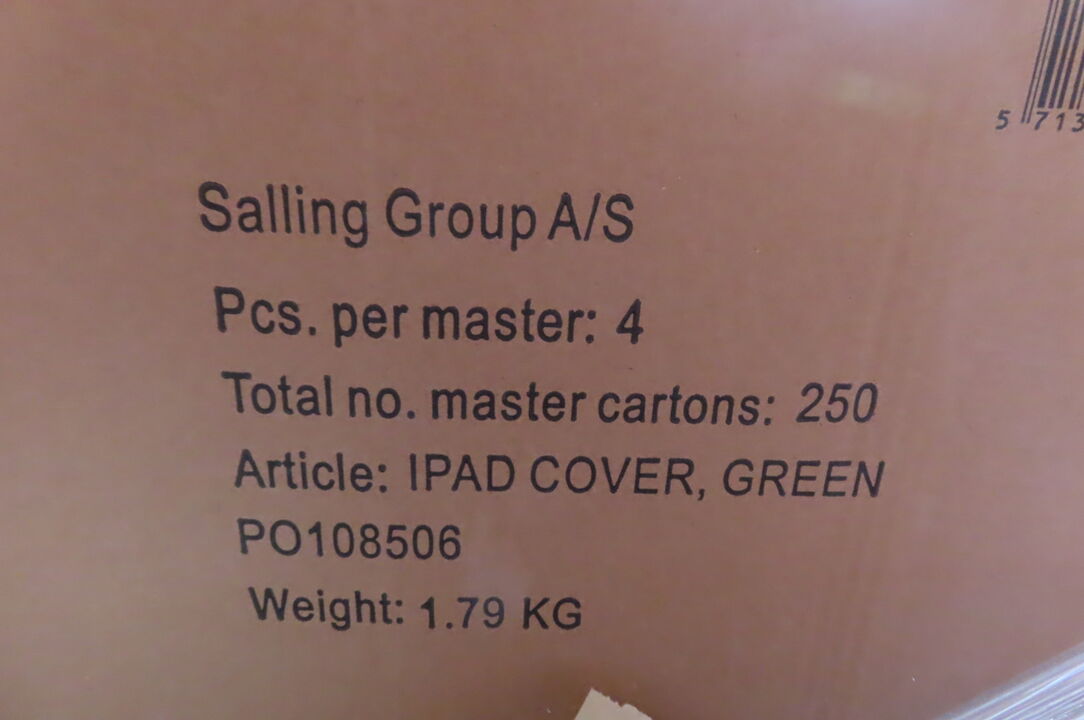 5 713
Salling Group A/S
Pcs. per master: 4
Total no. master cartons: 250
Article: IPAD COVER, GREEN
PO108506
Weight: 1.79 KG